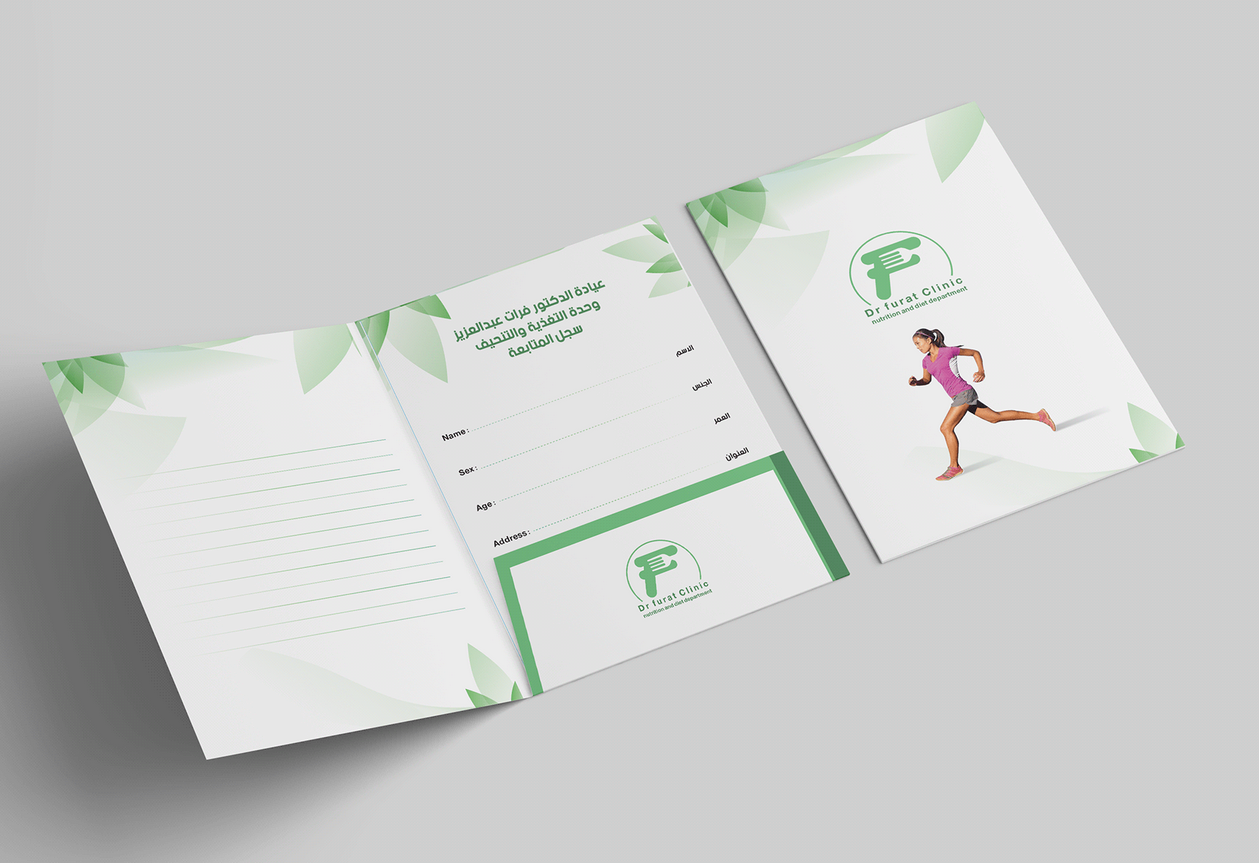 عيادة الدكتور فرات عبدالعزيز
وحدة التغذية والتنحيف
سجل المتابعة
Name : الاسم
Sex : الجنس
Age : العمر
Address : العنوان
Dr furat Clinic
nutrition and diet department
Dr furat Clinic
nutrition and diet department